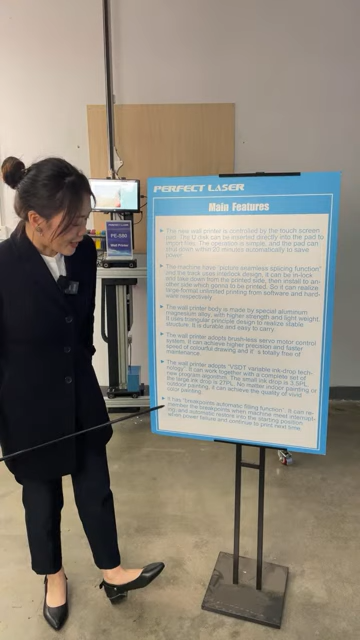 PERFECT LASER
Main Features
The new wall printer is controlled by the touch screen
pad. The U-disk can be inserted directly into the pad to
import files. The operation is simple, and the pad can
shut down within 20 minutes automatically to save
power.
The machine have "picture seamless splicing function"
and the track uses interlock design, it can be in-lock
and take down from the printed side, then install to an-
other side which gonna to be printed. So it can realize
large format unlimited printing from software and hard-
ware respectively.
The wall printer body is made by special aluminum
magnesium alloy, with higher strength and light weight.
It uses triangular principle design to realize stable
structure. It is durable and easy to carry.
The wall printer adopts brush-less servo motor control
system. It can achieve higher precision and faster
speed of colourful drawing and it is totally free of
maintenance.
The wall printer adopts "VSDT variable ink-drop tech-
nology". It can work together with a complete set of
new program solution. The small ink drop is 3.5PL,
the large ink drop is 21PL. No matter indoor painting or
outdoor painting, it can achieve the quality of vivid
color painting.
It has "breakpoints automatic filling function". It can re-
member the breakpoints when machine meet interrupt-
ing, and automatic restore into the starting position
when power failure and continue to print next time.
PE-S80
Wall Printer